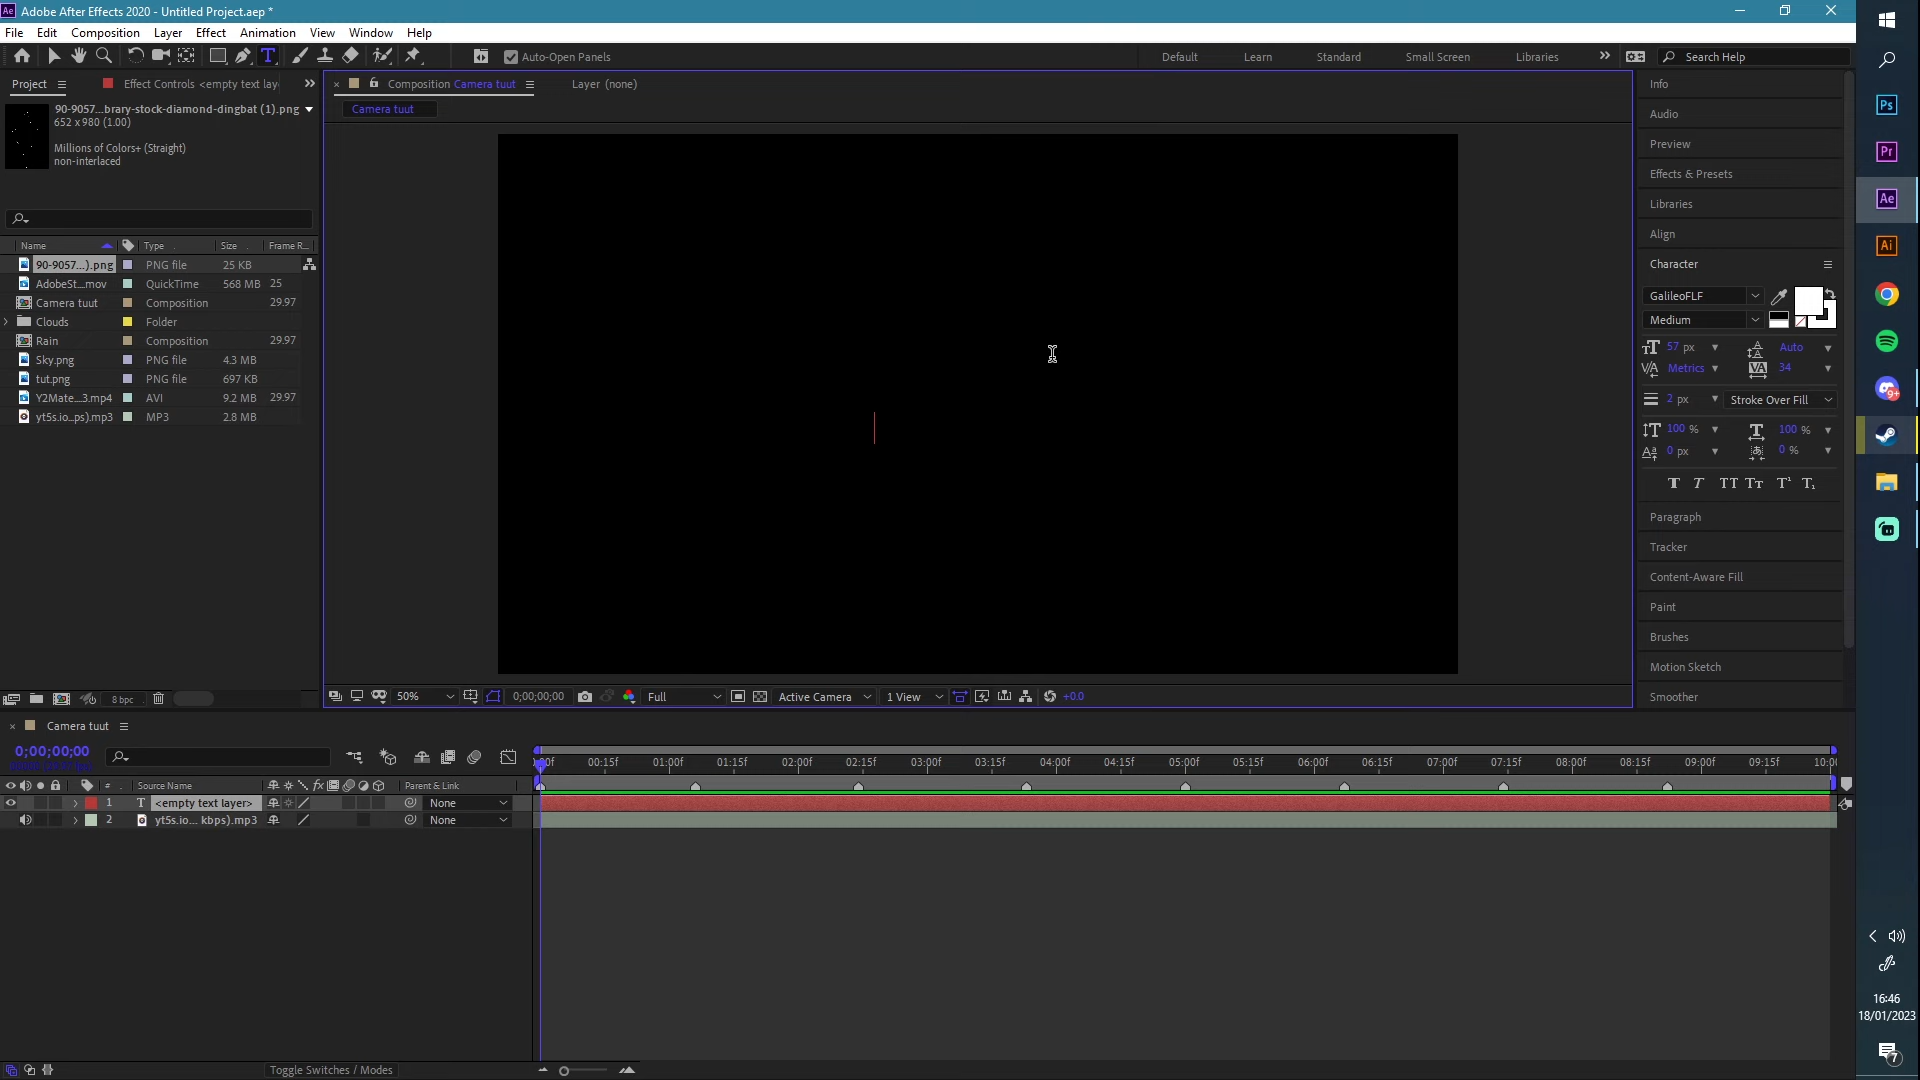 Adobe After Effects 2020 - Untitled Project.aep *
File Edit Composition Layer Effect Animation View Window Help
Auto-Open Panels
Default Learn Standard Small Screen Libraries
Search Help
Project Effect Controls <empty text lay
Composition Camera tuut Layer (none)
Camera tuut
90-9057...brary-stock-diamond-dingbat (1).png
652 x 980 (1.00)
Millions of Colors+ (Straight)
non-interlaced
Name Type Size Frame R...
90-9057...).png PNG file 25 KB
AdobeSt...mov QuickTime 568 MB 25
Camera tuut Composition 29.97
Clouds Folder
Rain Composition 29.97
Sky.png PNG file 4.3 MB
tut.png PNG file 697 KB
Y2Mate...3.mp4 AVI 9.2 MB 29.97
yt5s.io...ps).mp3 MP3 2.8 MB
8 bpc
50% 0;00;00;00 Full Active Camera 1 View +0.0
Info
Audio
Preview
Effects & Presets
Libraries
Align
Character
GalileoFLF
Medium
57 px Auto
Metrics 34
2 px Stroke Over Fill
100 % 100 %
0 px 0 %
Paragraph
Tracker
Content-Aware Fill
Paint
Brushes
Motion Sketch
Smoother
Camera tuut
0;00;00;00
00:15f 01:00f 01:15f 02:00f 02:15f 03:00f 03:15f 04:00f 04:15f 05:00f 05:15f 06:00f 06:15f 07:00f 07:15f 08:00f 08:15f 09:00f 09:15f 10:00
# Source Name Parent & Link
1 <empty text layer> None
2 yt5s.io... kbps).mp3 None
Toggle Switches / Modes
Ae
Ps
Pr
Ae
Ai
9+
16:46
18/01/2023
7